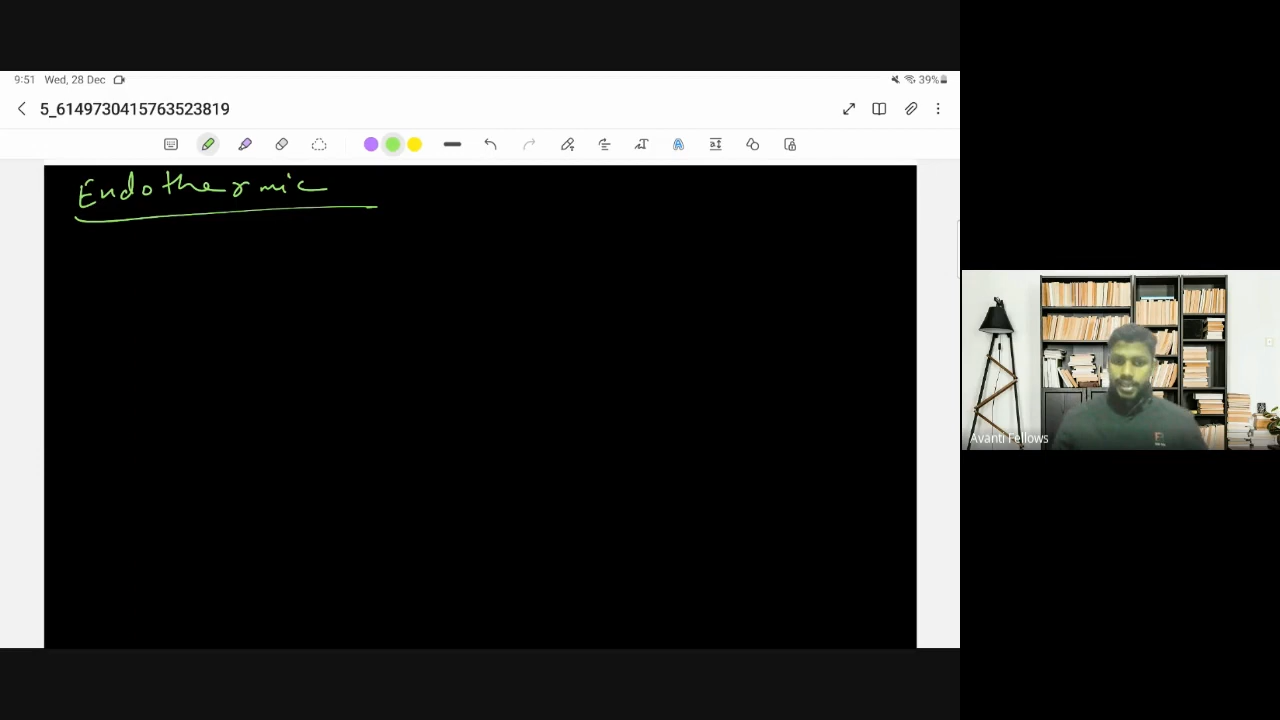 9:51 Wed, 28 Dec 39%
5_6149730415763523819
Endothermic
Avanti Fellows